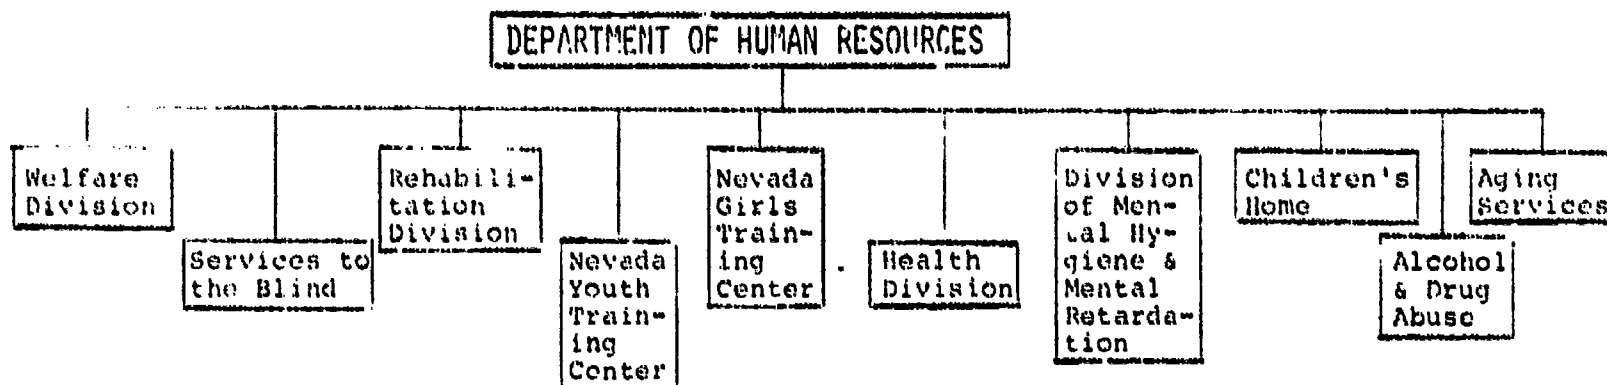 DEPARTMENT OF HUMAN RESOURCES
Welfare
Division
Services to
the Blind
Rehabili-
tation
Division
Nevada
Youth
Train-
ing
Center
Nevada
Girls
Train-
ing
Center
Health
Division
Division
of Men-
tal Hy-
giene &
Mental
Retarda-
tion
Children's
Home
Alcohol
& Drug
Abuse
Aging
Services